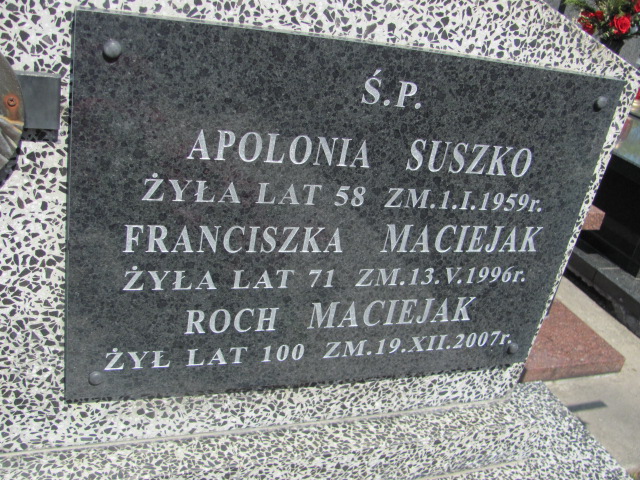 Ś.P.
APOLONIA SUSZKO
ŻYŁA LAT 58 ZM.1.I.1959r.
FRANCISZKA MACIEJAK
ŻYŁA LAT 71 ZM.13.V.1996r.
ROCH MACIEJAK
ŻYŁ LAT 100 ZM.19.XII.2007r.